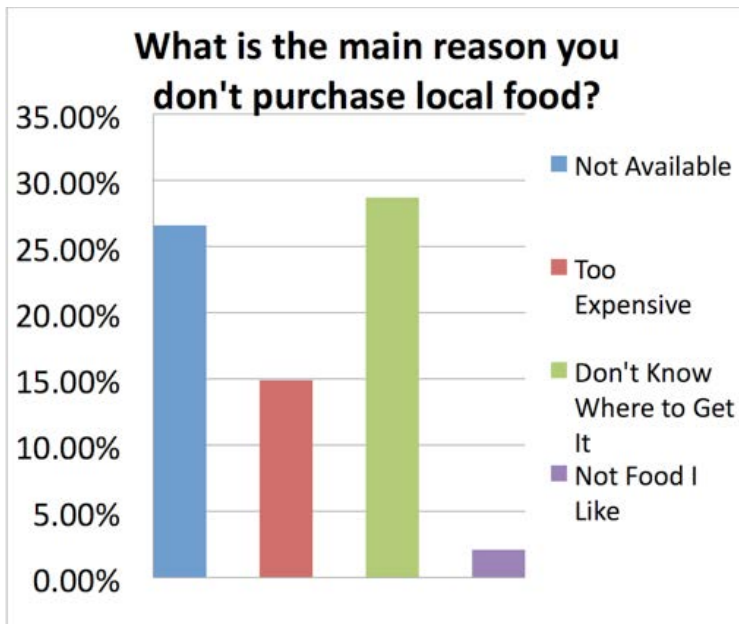 What is the main reason you
don't purchase local food?
35.00%
30.00%
25.00%
20.00%
15.00%
10.00%
5.00%
0.00%
Not Available
Too
Expensive
Don't Know
Where to Get
It
Not Food I
Like